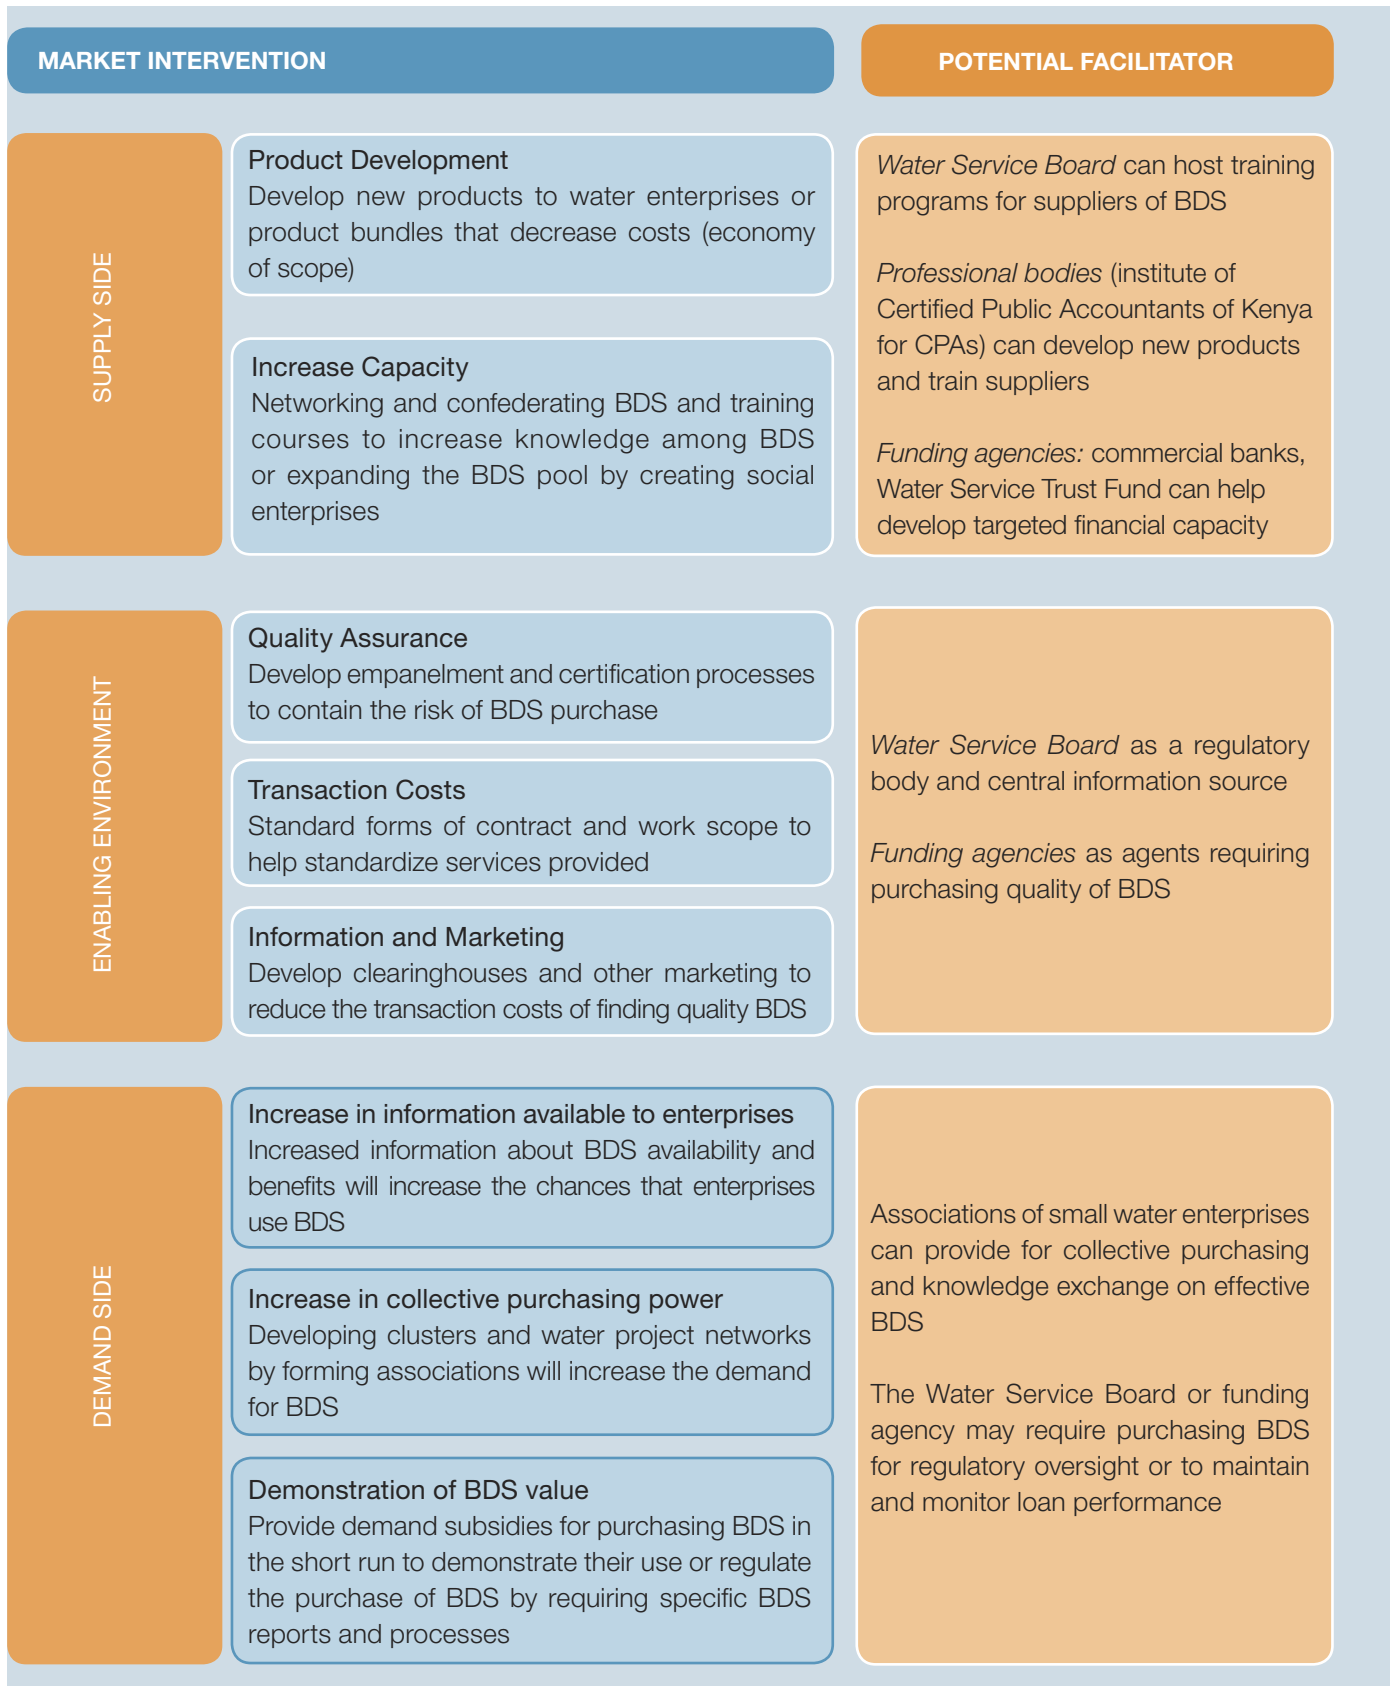 MARKET INTERVENTION
POTENTIAL FACILITATOR
SUPPLY SIDE
Product Development
Develop new products to water enterprises or
product bundles that decrease costs (economy
of scope)
Increase Capacity
Networking and confederating BDS and training
courses to increase knowledge among BDS
or expanding the BDS pool by creating social
enterprises
Water Service Board can host training
programs for suppliers of BDS
Professional bodies (institute of
Certified Public Accountants of Kenya
for CPAs) can develop new products
and train suppliers
Funding agencies: commercial banks,
Water Service Trust Fund can help
develop targeted financial capacity
ENABLING ENVIRONMENT
Quality Assurance
Develop empanelment and certification processes
to contain the risk of BDS purchase
Transaction Costs
Standard forms of contract and work scope to
help standardize services provided
Information and Marketing
Develop clearinghouses and other marketing to
reduce the transaction costs of finding quality BDS
Water Service Board as a regulatory
body and central information source
Funding agencies as agents requiring
purchasing quality of BDS
DEMAND SIDE
Increase in information available to enterprises
Increased information about BDS availability and
benefits will increase the chances that enterprises
use BDS
Increase in collective purchasing power
Developing clusters and water project networks
by forming associations will increase the demand
for BDS
Demonstration of BDS value
Provide demand subsidies for purchasing BDS in
the short run to demonstrate their use or regulate
the purchase of BDS by requiring specific BDS
reports and processes
Associations of small water enterprises
can provide for collective purchasing
and knowledge exchange on effective
BDS
The Water Service Board or funding
agency may require purchasing BDS
for regulatory oversight or to maintain
and monitor loan performance